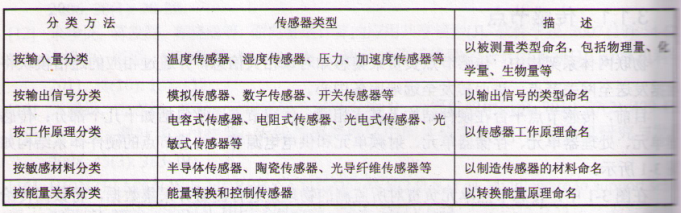 分 类 方 法 传感器类型 描 述
按输入量分类 温度传感器、湿度传感器、压力、加速度传感器等 以被测量类型命名，包括物理量、化
学量、生物量等
按输出信号分类 模拟传感器、数字传感器、开关传感器等 以输出信号的类型命名
按工作原理分类 电容式传感器、电阻式传感器、光电式传感器、光
敏式传感器等 以传感器工作原理命名
按敏感材料分类 半导体传感器、陶瓷传感器、光导纤维传感器等 以制造传感器的材料命名
按能量关系分类 能量转换和控制传感器 以转换能量原理命名